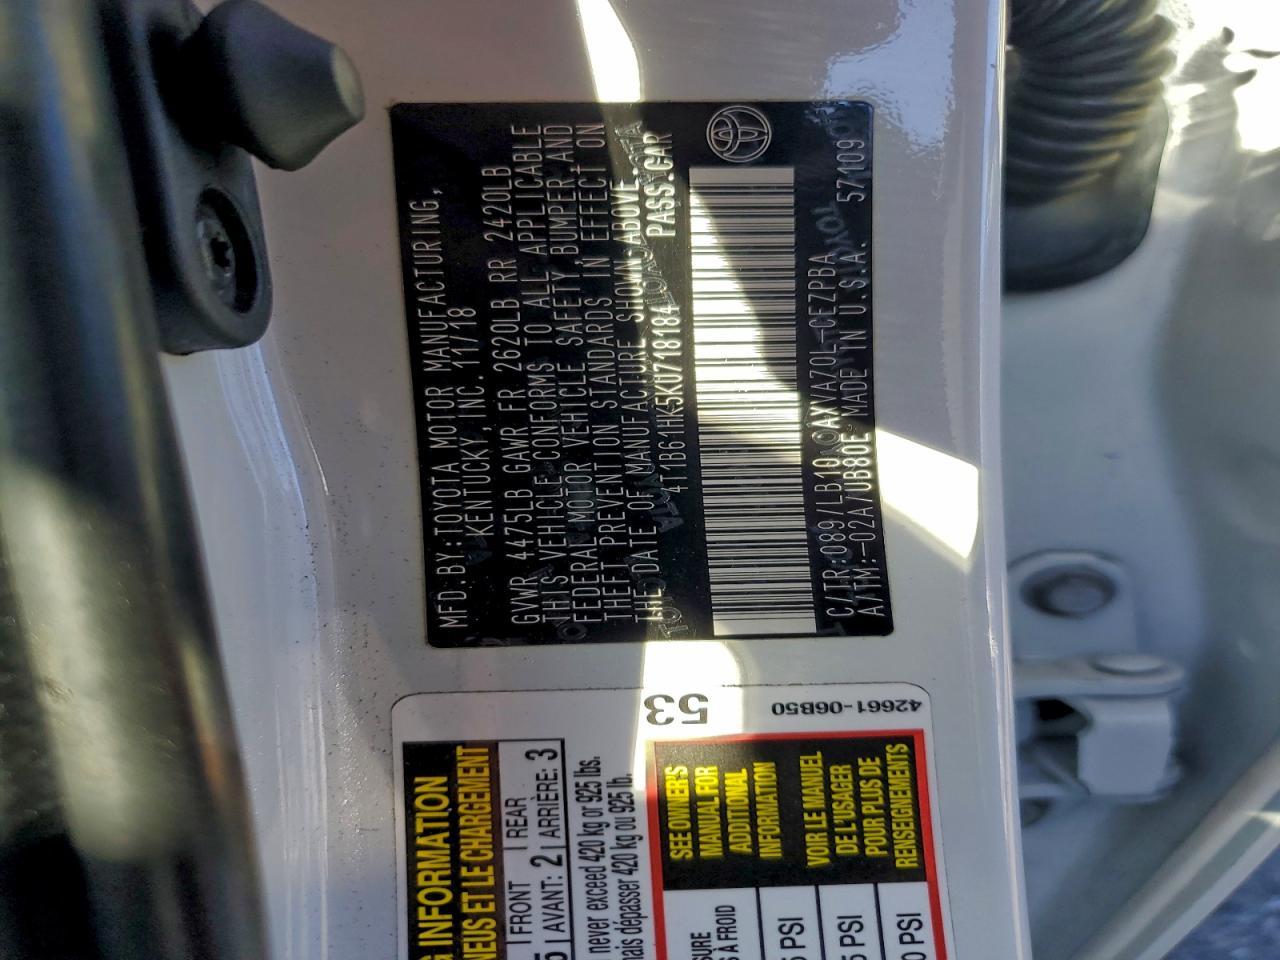 MFD.BY:TOYOTA MOTOR MANUFACTURING,
KENTUCKY, INC. 11/18
GVWR 4475LB GAWR FR 2620LB RR 2420LB
THIS VEHICLE CONFORMS TO ALL APPLICABLE
FEDERAL MOTOR VEHICLE SAFETY, BUMPER, AND
THEFT PREVENTION STANDARDS IN EFFECT ON
THE DATE OF MANUFACTURE SHOWN ABOVE.
4T1B61HK5KU718184 PASS.CAR
C/TR:089/LB10 AXVA70L-CEZPBA
A/TM:-02A/UB80E MADE IN U.S.A. 57109
53
42661-06B50
INFORMATION
NEUS ET LE CHARGEMENT
FRONT REAR
AVANT: 2 ARRIÈRE: 3
never exceed 420 kg or 925 lbs.
mais dépasser 420 kg ou 925 lb.
SEE OWNER'S
MANUAL FOR
ADDITIONAL
INFORMATION
VOIR LE MANUEL
DE L'USAGER
POUR PLUS DE
RENSEIGNEMENTS
À FROID
PSI
PSI
PSI